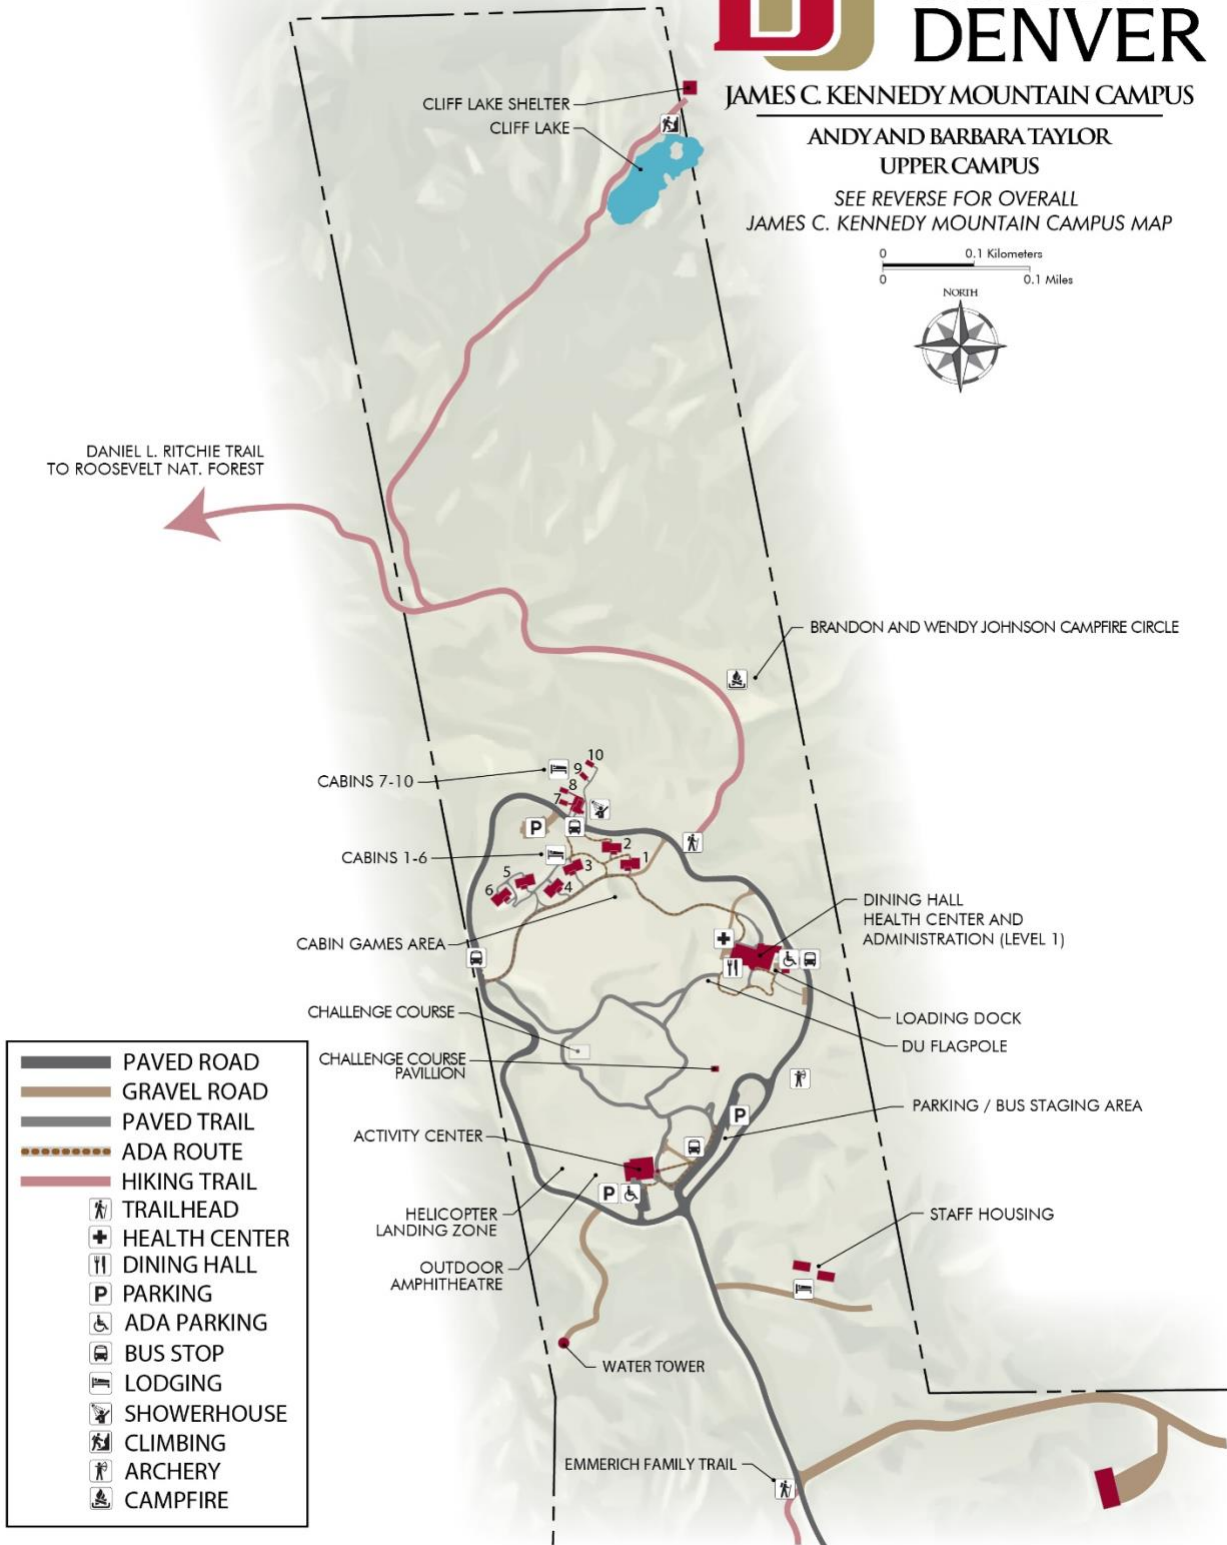 DENVER
JAMES C. KENNEDY MOUNTAIN CAMPUS
ANDY AND BARBARA TAYLOR
UPPER CAMPUS
SEE REVERSE FOR OVERALL
JAMES C. KENNEDY MOUNTAIN CAMPUS MAP
0 0.1 Kilometers
0 0.1 Miles
NORTH
CLIFF LAKE SHELTER
CLIFF LAKE
DANIEL L. RITCHIE TRAIL
TO ROOSEVELT NAT. FOREST
BRANDON AND WENDY JOHNSON CAMPFIRE CIRCLE
10
9
CABINS 7-10
8
7
P
2
CABINS 1-6
1
3
5
4
6
DINING HALL
HEALTH CENTER AND
ADMINISTRATION (LEVEL 1)
CABIN GAMES AREA
CHALLENGE COURSE
LOADING DOCK
DU FLAGPOLE
CHALLENGE COURSE
PAVILLION
PARKING / BUS STAGING AREA
P
ACTIVITY CENTER
P
HELICOPTER
LANDING ZONE
STAFF HOUSING
OUTDOOR
AMPHITHEATRE
WATER TOWER
EMMERICH FAMILY TRAIL
PAVED ROAD
GRAVEL ROAD
PAVED TRAIL
ADA ROUTE
HIKING TRAIL
TRAILHEAD
HEALTH CENTER
DINING HALL
P PARKING
ADA PARKING
BUS STOP
LODGING
SHOWERHOUSE
CLIMBING
ARCHERY
CAMPFIRE